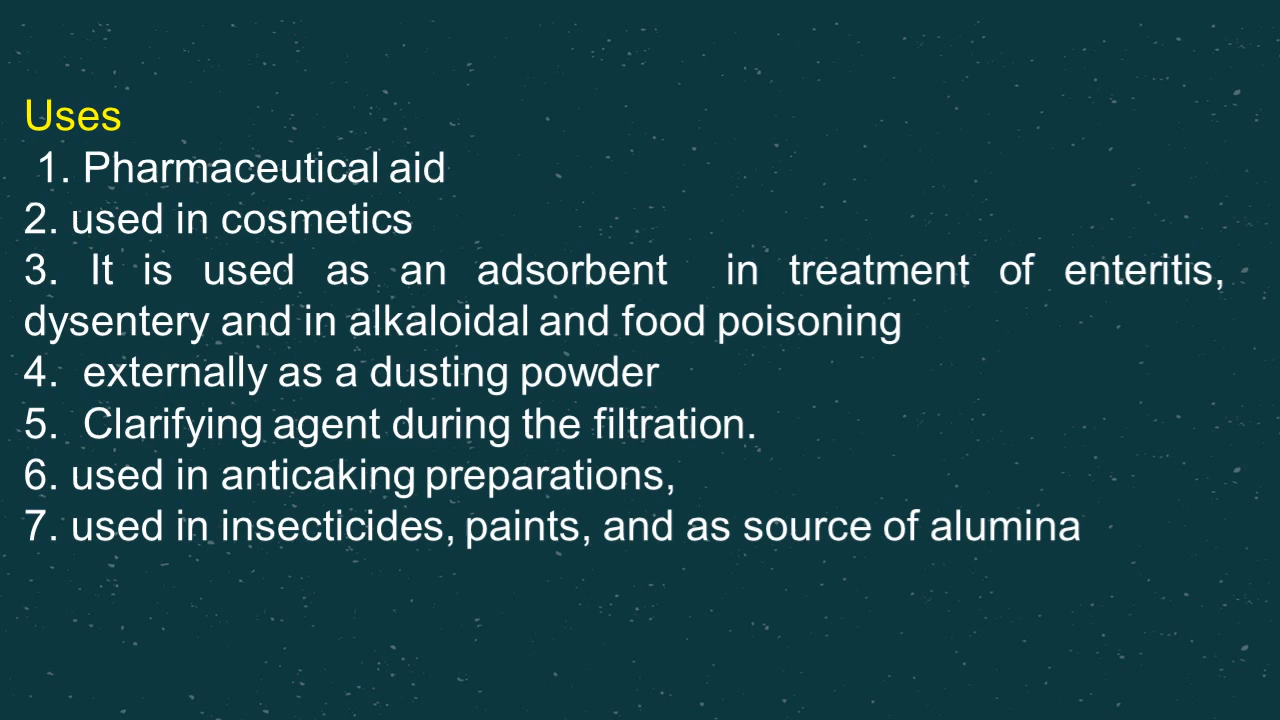 Uses
1. Pharmaceutical aid
2. used in cosmetics
3. It is used as an adsorbent in treatment of enteritis,
dysentery and in alkaloidal and food poisoning
4. externally as a dusting powder
5. Clarifying agent during the filtration.
6. used in anticaking preparations,
7. used in insecticides, paints, and as source of alumina